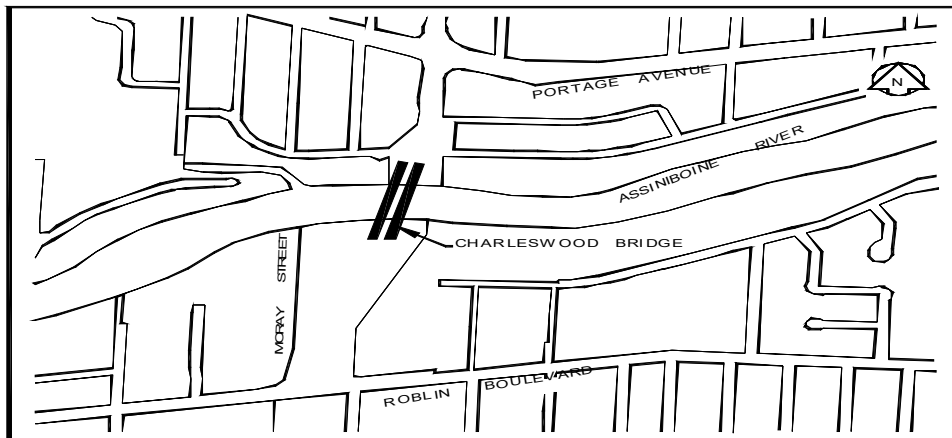 PORTAGE AVENUE
N
ASSINIBOINE RIVER
CHARLESWOOD BRIDGE
MORAY STREET
ROBLIN BOULEVARD